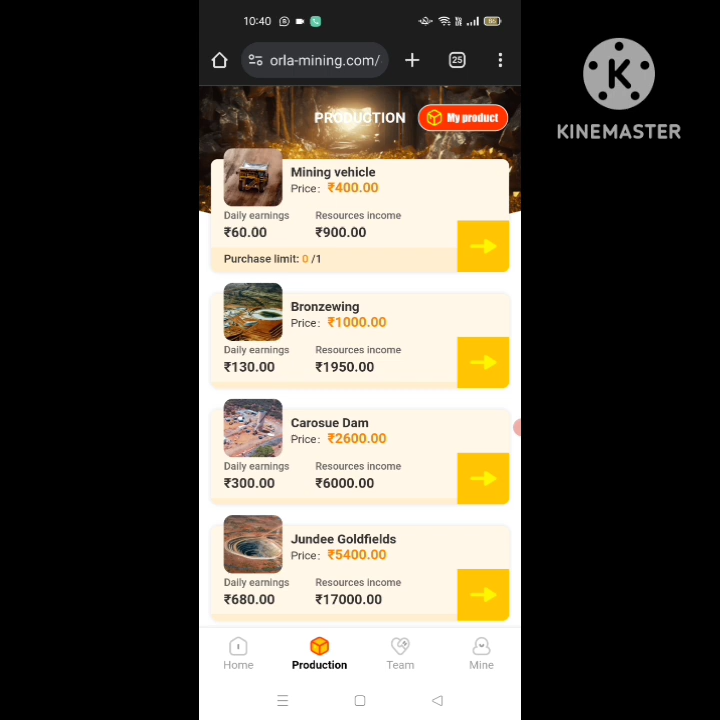 10:40
56
orla-mining.com/
25
KINEMASTER
PRODUCTION
My product
Mining vehicle
Price: ₹400.00
Daily earnings Resources income
₹60.00 ₹900.00
Purchase limit: 0 /1
Bronzewing
Price: ₹1000.00
Daily earnings Resources income
₹130.00 ₹1950.00
Carosue Dam
Price: ₹2600.00
Daily earnings Resources income
₹300.00 ₹6000.00
Jundee Goldfields
Price: ₹5400.00
Daily earnings Resources income
₹680.00 ₹17000.00
Home Production Team Mine